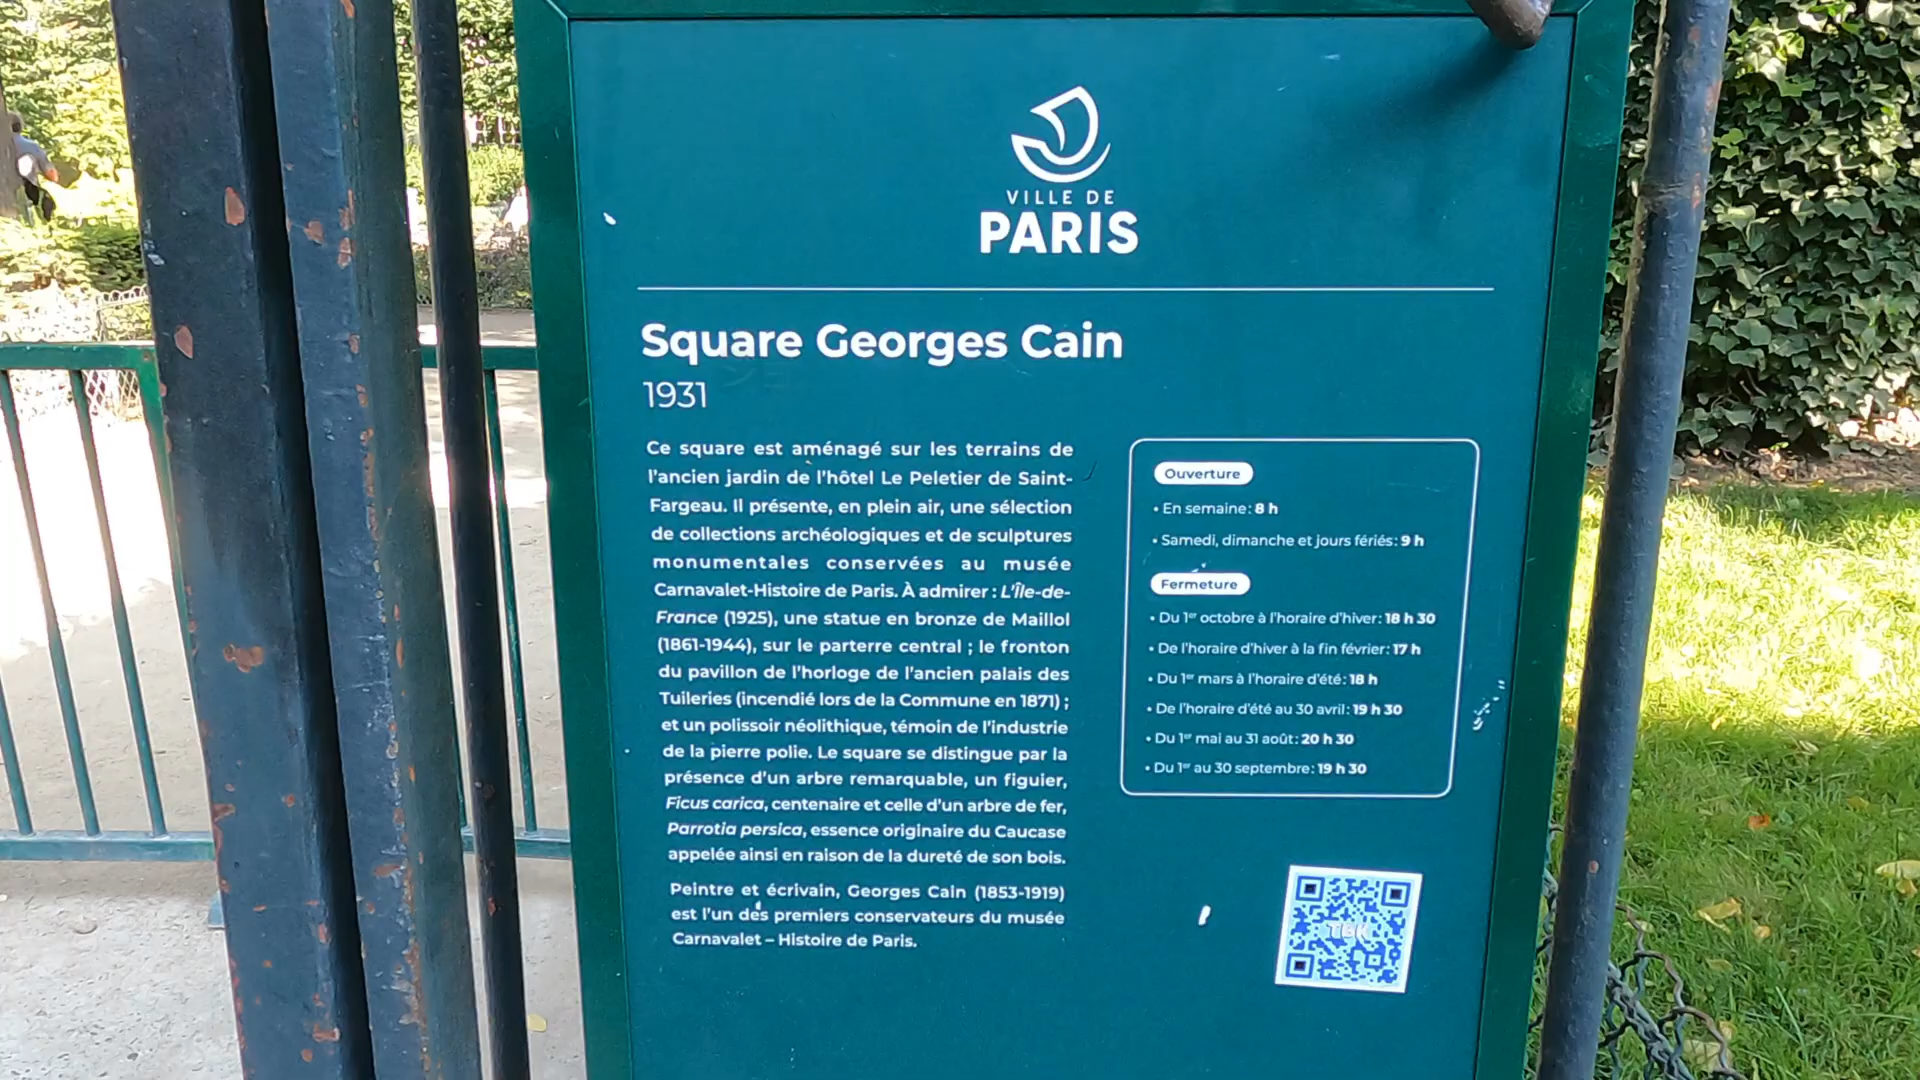 VILLE DE
PARIS
Square Georges Cain
1931
Ce square est aménagé sur les terrains de
l'ancien jardin de l'hôtel Le Peletier de Saint-
Fargeau. Il présente, en plein air, une sélection
de collections archéologiques et de sculptures
monumentales conservées au musée
Carnavalet-Histoire de Paris. À admirer : L'Île-de-
France (1925), une statue en bronze de Maillol
(1861-1944), sur le parterre central ; le fronton
du pavillon de l'horloge de l'ancien palais des
Tuileries (incendié lors de la Commune en 1871) ;
et un polissoir néolithique, témoin de l'industrie
de la pierre polie. Le square se distingue par la
présence d'un arbre remarquable, un figuier,
Ficus carica, centenaire et celle d'un arbre de fer,
Parrotia persica, essence originaire du Caucase
appelée ainsi en raison de la dureté de son bois.
Peintre et écrivain, Georges Cain (1853-1919)
est l'un des premiers conservateurs du musée
Carnavalet – Histoire de Paris.
Ouverture
• En semaine : 8 h
• Samedi, dimanche et jours fériés : 9 h
Fermeture
• Du 1er octobre à l'horaire d'hiver : 18 h 30
• De l'horaire d'hiver à la fin février : 17 h
• Du 1er mars à l'horaire d'été : 18 h
• De l'horaire d'été au 30 avril : 19 h 30
• Du 1er mai au 31 août : 20 h 30
• Du 1er au 30 septembre : 19 h 30